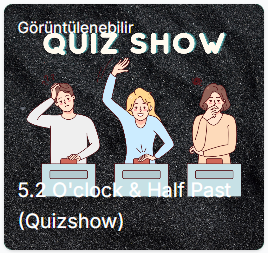 Görüntülenebilir
QUIZ SHOW
5.2 O'clock & Half Past
(Quizshow)